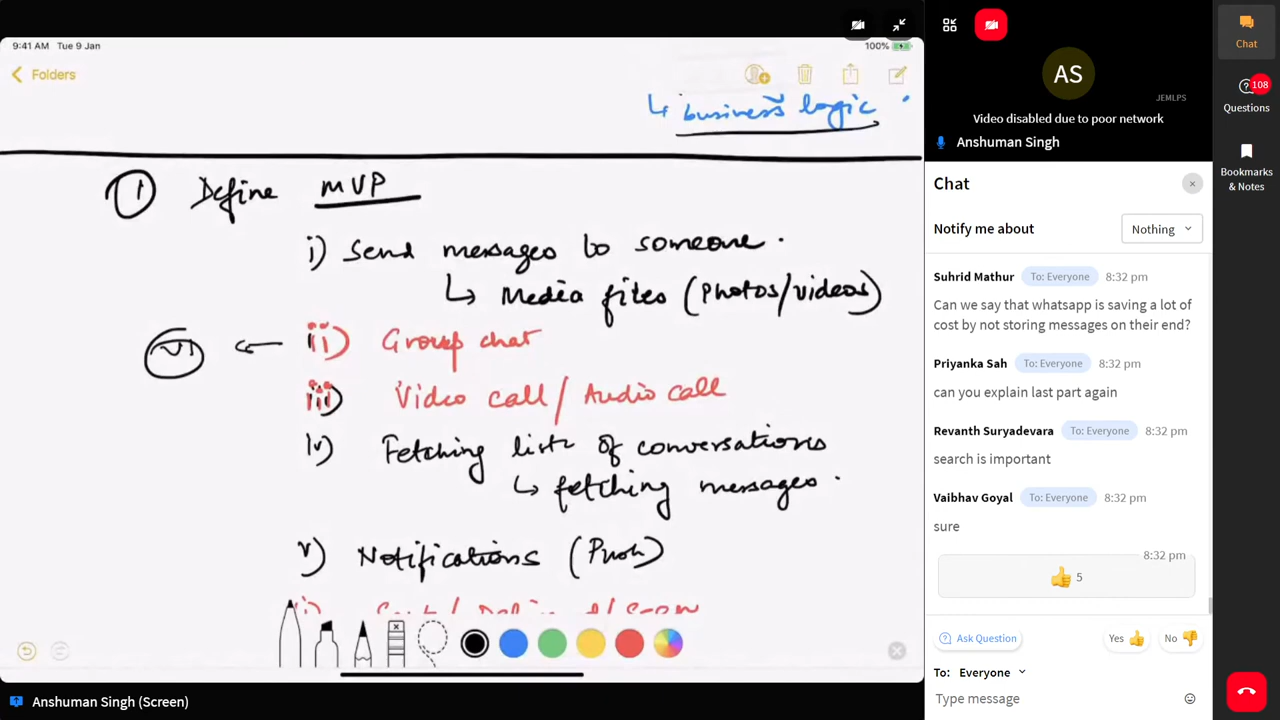 9:41 AM Tue 9 Jan
100%
Folders
↳ business logic
① Define MVP
i) Send messages to someone.
↳ Media files (Photos/videos)
V1 ← ii) Group chat
iii) Video call / Audio call
iv) Fetching list of conversations
↳ fetching messages.
v) Notifications (Push)
Sent / Delivered / Seen
Anshuman Singh (Screen)
AS
JEMLPS
Video disabled due to poor network
Anshuman Singh
Chat
Notify me about
Nothing
Suhrid Mathur To: Everyone 8:32 pm
Can we say that whatsapp is saving a lot of
cost by not storing messages on their end?
Priyanka Sah To: Everyone 8:32 pm
can you explain last part again
Revanth Suryadevara To: Everyone 8:32 pm
search is important
Vaibhav Goyal To: Everyone 8:32 pm
sure
8:32 pm
👍 5
Ask Question
Yes 👍 No 👎
To: Everyone
Type message
Chat
108
Questions
Bookmarks
& Notes